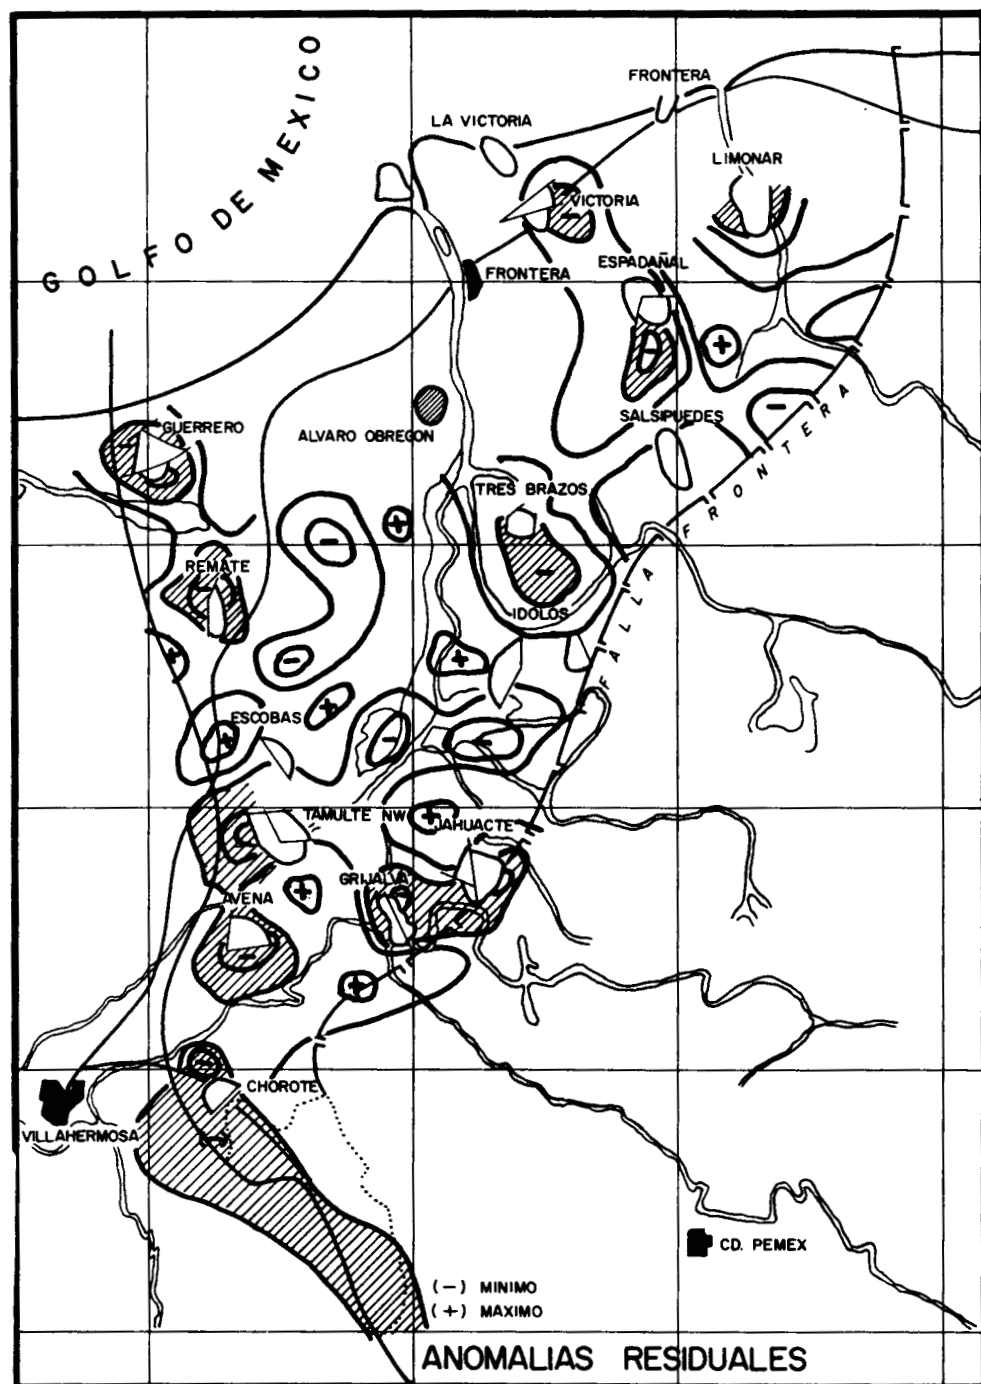 GOLFO DE MEXICO
FRONTERA
LA VICTORIA
LIMONAR
VICTORIA
ESPADAÑAL
FRONTERA
SALSIPUEDES
GUERRERO
ALVARO OBREGON
TRES BRAZOS
FALLA FRONTERA
REMATE
IDOLOS
ESCOBAS
TAMULTE NW
JAHUACTE
GRIJALVA
AVENA
CHOROTE
VILLAHERMOSA
CD. PEMEX
(-) MINIMO
(+) MAXIMO
ANOMALIAS RESIDUALES